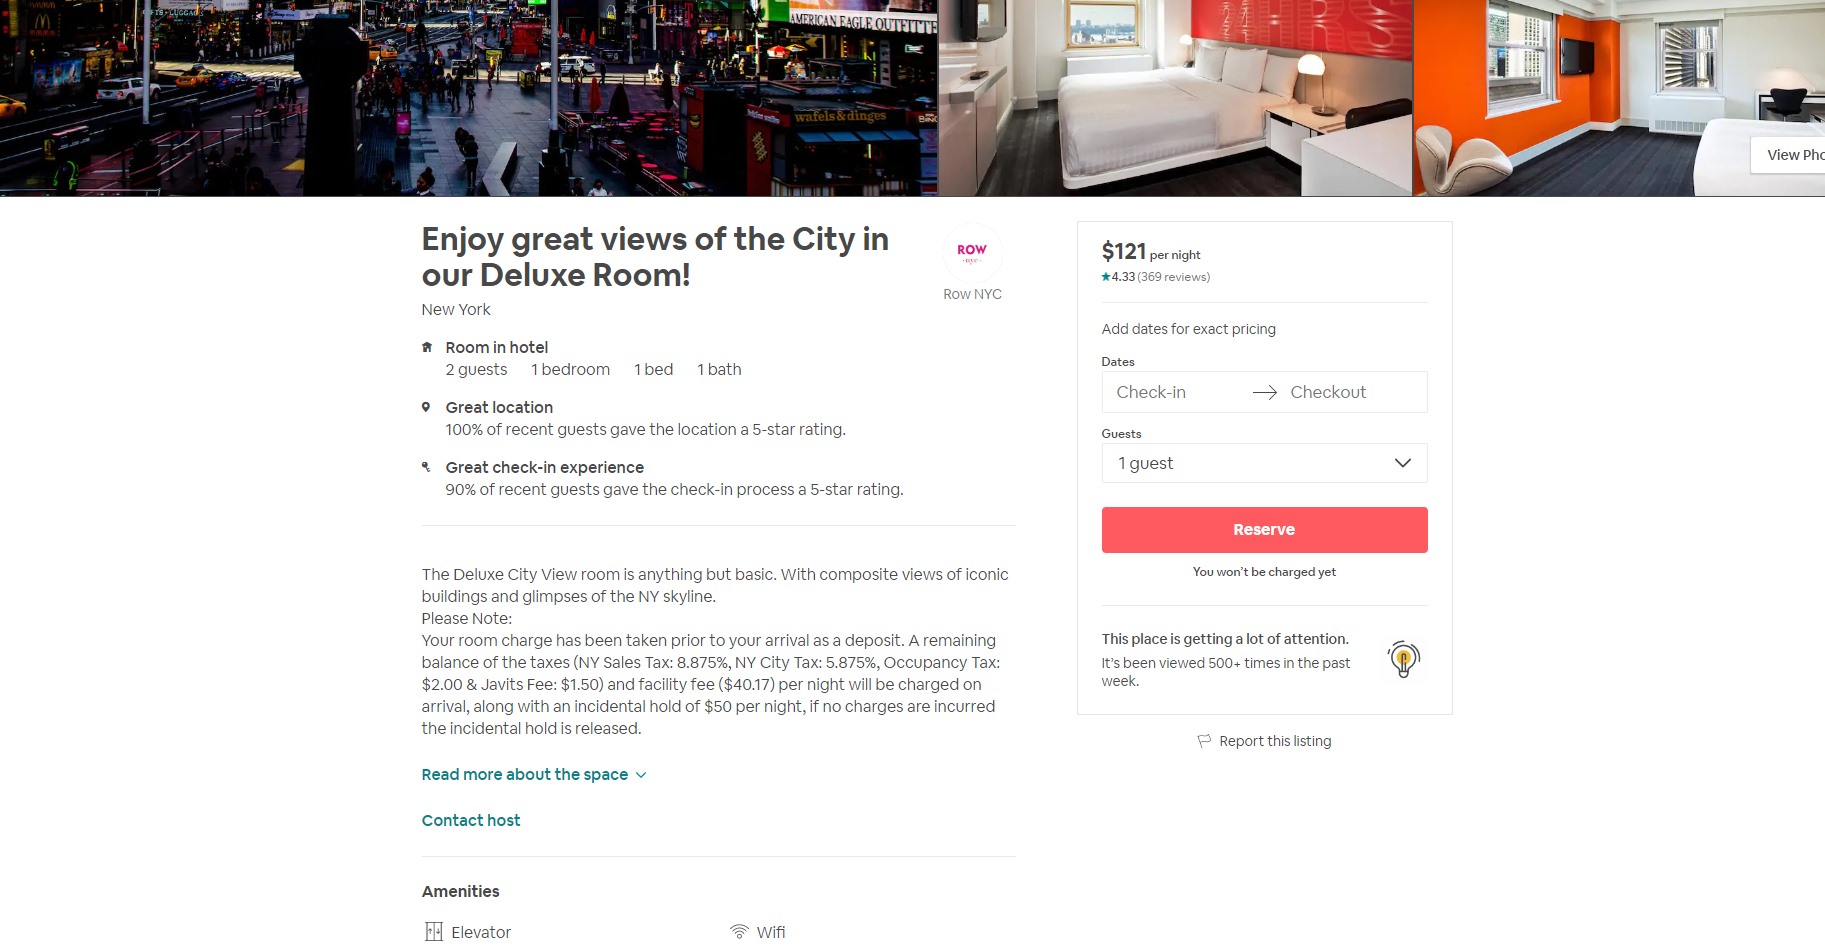 GIFTS•LUGGAGE
AMERICAN EAGLE OUTFITTERS
wafels & dinges
View Pho
Enjoy great views of the City in
our Deluxe Room!
New York
ROW
·nyc·
Row NYC
Room in hotel
2 guests 1 bedroom 1 bed 1 bath
Great location
100% of recent guests gave the location a 5-star rating.
Great check-in experience
90% of recent guests gave the check-in process a 5-star rating.
The Deluxe City View room is anything but basic. With composite views of iconic
buildings and glimpses of the NY skyline.
Please Note:
Your room charge has been taken prior to your arrival as a deposit. A remaining
balance of the taxes (NY Sales Tax: 8.875%, NY City Tax: 5.875%, Occupancy Tax:
$2.00 & Javits Fee: $1.50) and facility fee ($40.17) per night will be charged on
arrival, along with an incidental hold of $50 per night, if no charges are incurred
the incidental hold is released.
Read more about the space
Contact host
Amenities
Elevator Wifi
$121 per night
★4.33 (369 reviews)
Add dates for exact pricing
Dates
Check-in → Checkout
Guests
1 guest
Reserve
You won't be charged yet
This place is getting a lot of attention.
It's been viewed 500+ times in the past
week.
Report this listing